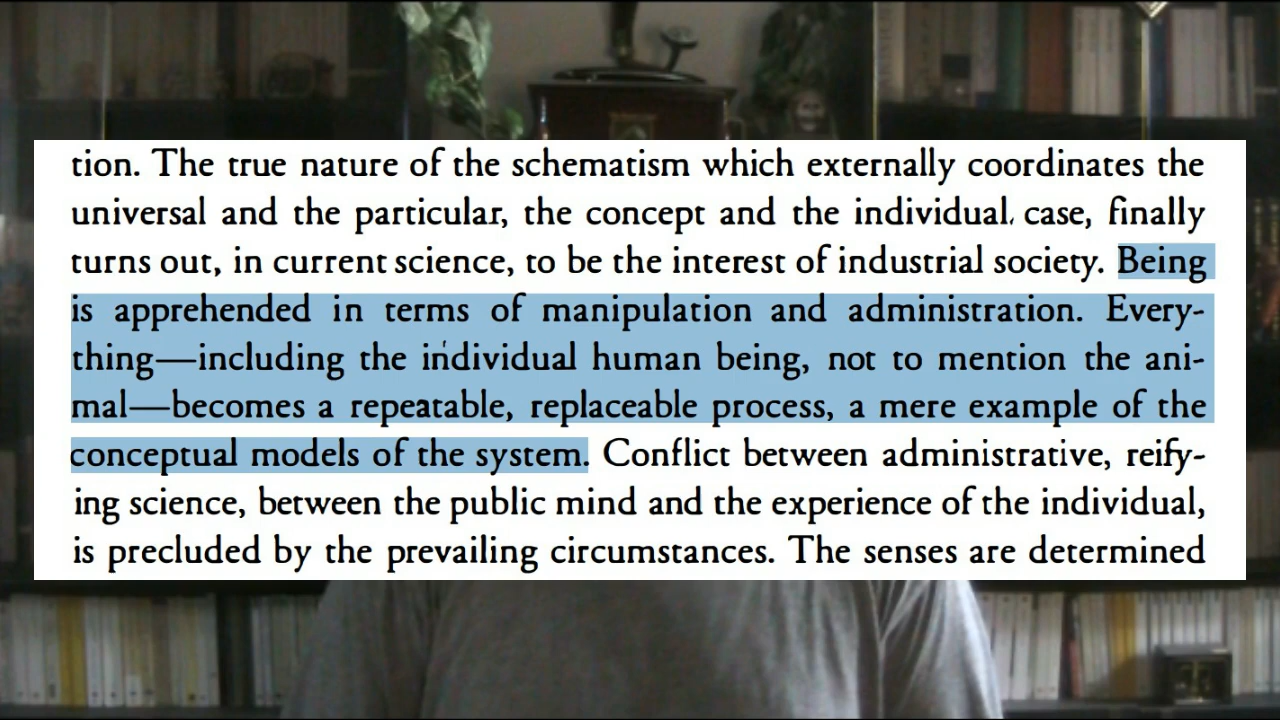 tion. The true nature of the schematism which externally coordinates the
universal and the particular, the concept and the individual case, finally
turns out, in current science, to be the interest of industrial society. Being
is apprehended in terms of manipulation and administration. Every-
thing—including the individual human being, not to mention the ani-
mal—becomes a repeatable, replaceable process, a mere example of the
conceptual models of the system. Conflict between administrative, reify-
ing science, between the public mind and the experience of the individual,
is precluded by the prevailing circumstances. The senses are determined